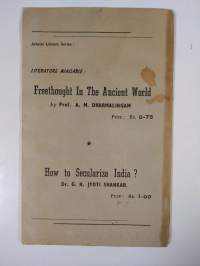 Atheist Library Series :
LITERATURE AVAILABLE :
Freethought In The Ancient World
by Prof. A. M. DHARMALINGAM
Price : Rs. 0-75
How to Secularize India ?
Dr. G. R. JYOTI SHANKAR.
Price : Rs 1-00